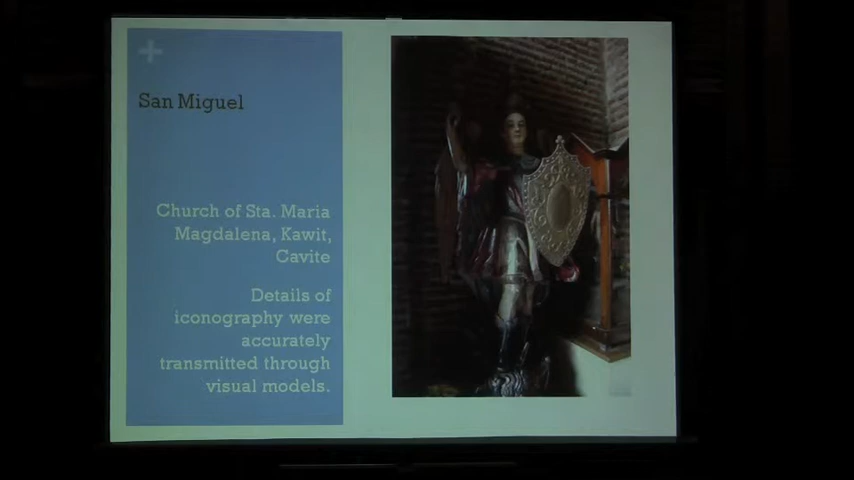 San Miguel
Church of Sta. Maria
Magdalena, Kawit,
Cavite
Details of
iconography were
accurately
transmitted through
visual models.